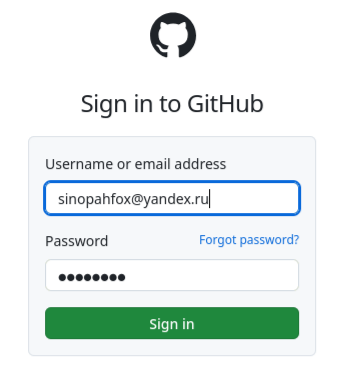 Sign in to GitHub
Username or email address
sinopahfox@yandex.ru
Password Forgot password?
••••••••
Sign in